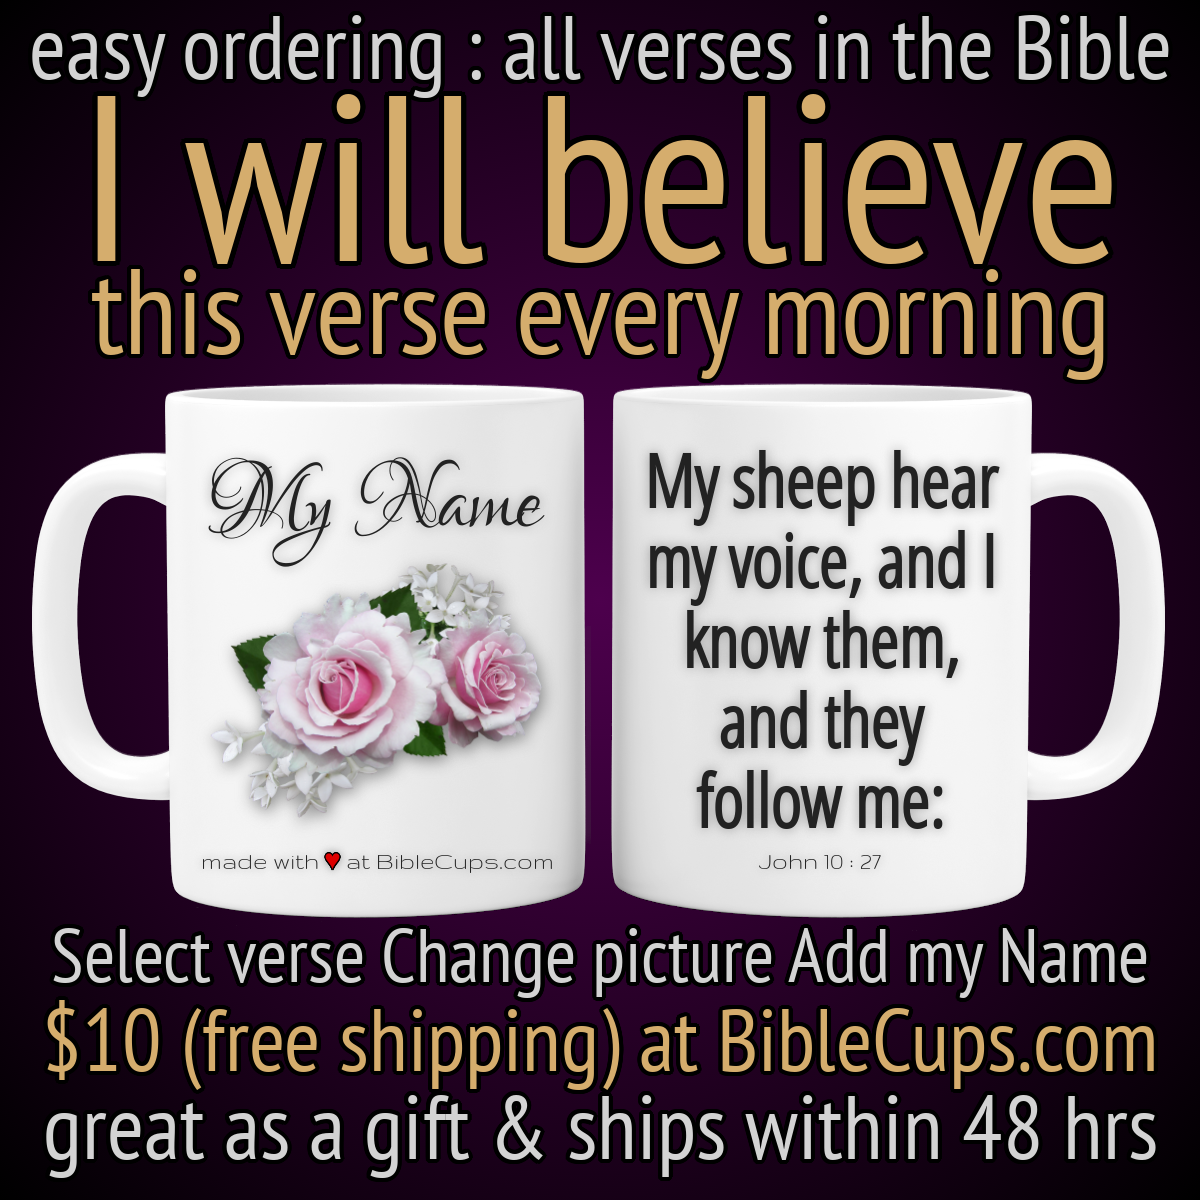 easy ordering : all verses in the Bible
I will believe
this verse every morning
My Name
made with ♥ at BibleCups.com
My sheep hear
my voice, and I
know them,
and they
follow me:
John 10 : 27
Select verse Change picture Add my Name
$10 (free shipping) at BibleCups.com
great as a gift & ships within 48 hrs